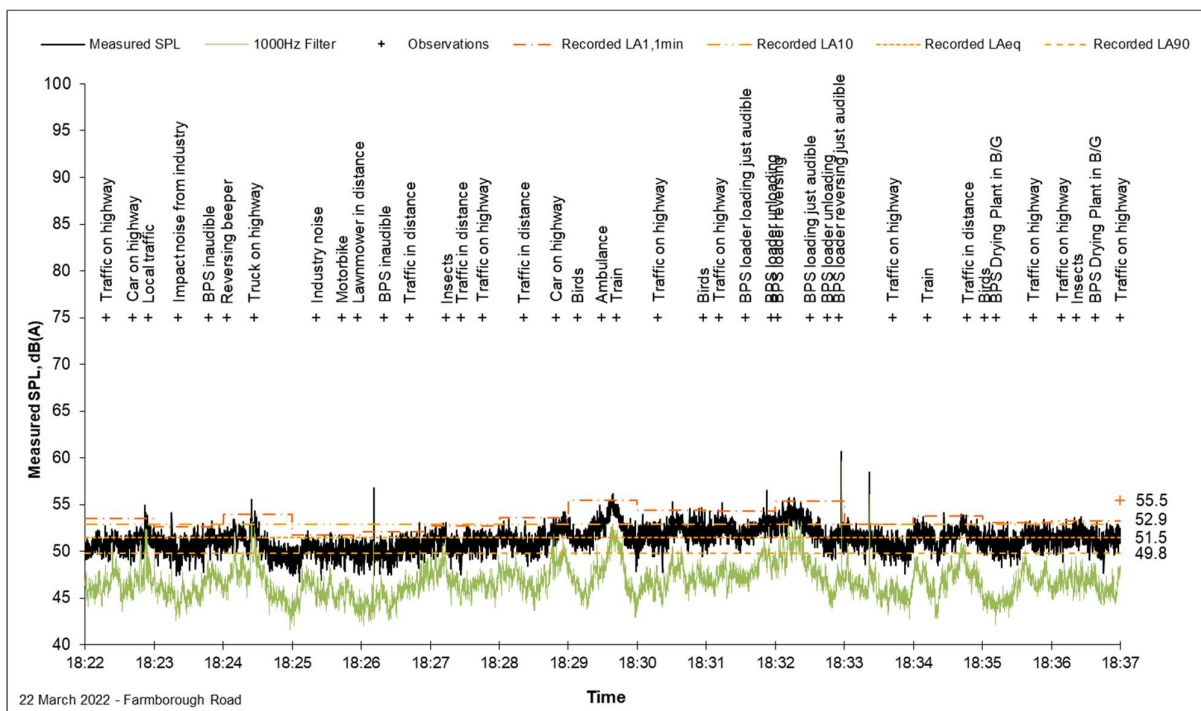 Measured SPL
1000Hz Filter
Observations
Recorded LA1,1min
Recorded LA10
Recorded LAeq
Recorded LA90
Measured SPL, dB(A)
100
95
90
85
80
75
70
65
60
55
50
45
40
Traffic on highway
Car on highway
Local traffic
Impact noise from industry
BPS inaudible
Reversing beeper
Truck on highway
Industry noise
Motorbike
Lawnmower in distance
BPS inaudible
Traffic in distance
Insects
Traffic in distance
Traffic on highway
Traffic in distance
Car on highway
Birds
Ambulance
Train
Traffic on highway
Birds
Traffic on highway
BPS loader loading just audible
BPS loader unloading
BPS loader reversing
BPS loading just audible
BPS loader unloading
BPS loader reversing just audible
Traffic on highway
Train
Traffic in distance
Birds
BPS Drying Plant in B/G
Traffic on highway
Traffic on highway
Insects
BPS Drying Plant in B/G
Traffic on highway
55.5
52.9
51.5
49.8
18:22
18:23
18:24
18:25
18:26
18:27
18:28
18:29
18:30
18:31
18:32
18:33
18:34
18:35
18:36
18:37
Time
22 March 2022 - Farmborough Road